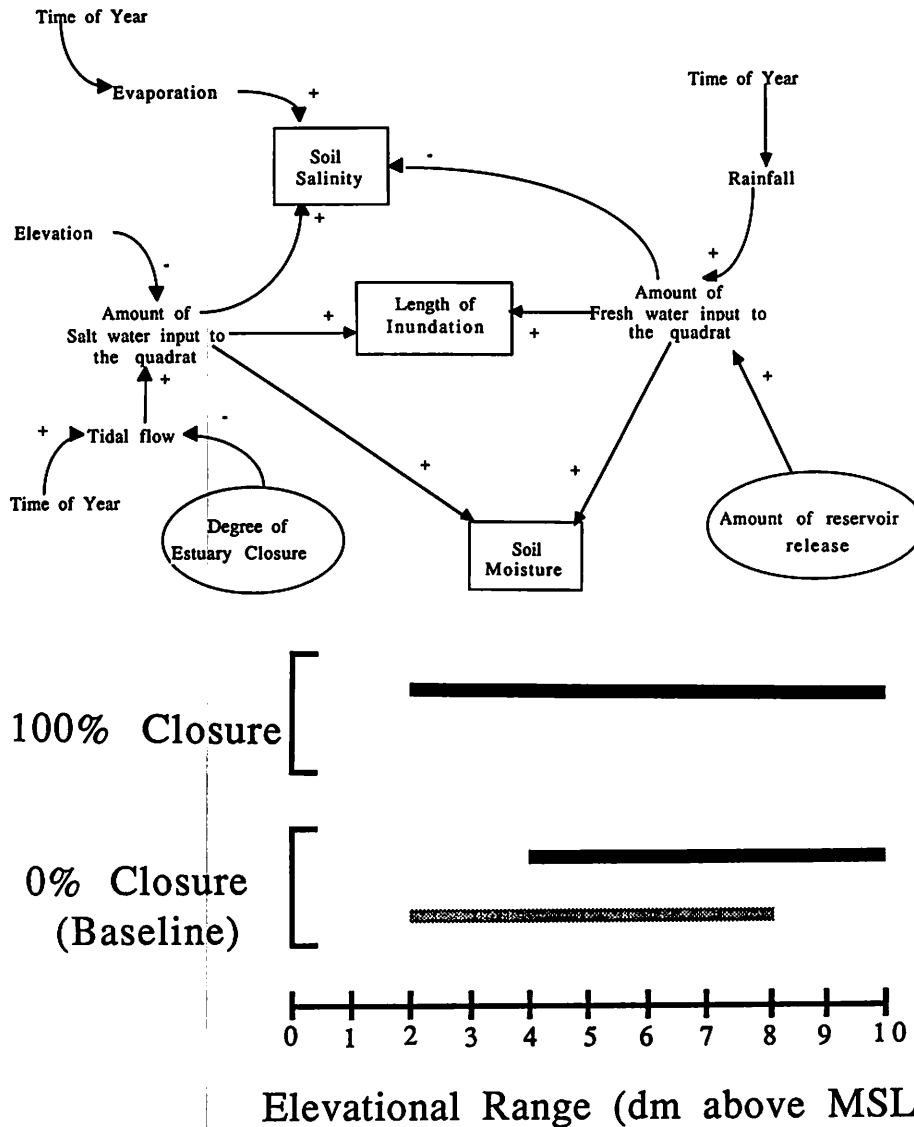 Time of Year
Evaporation
+
Time of Year
Soil
Salinity
-
Rainfall
+
Elevation
-
+
Amount of
Salt water input to
the quadrat
+
Length of
Inundation
+
Amount of
Fresh water input to
the quadrat
+
+
-
+
Tidal flow
+
+
Time of Year
Degree of
Estuary Closure
Soil
Moisture
Amount of reservoir
release
100% Closure
0% Closure
(Baseline)
0 1 2 3 4 5 6 7 8 9 10
Elevational Range (dm above MSL